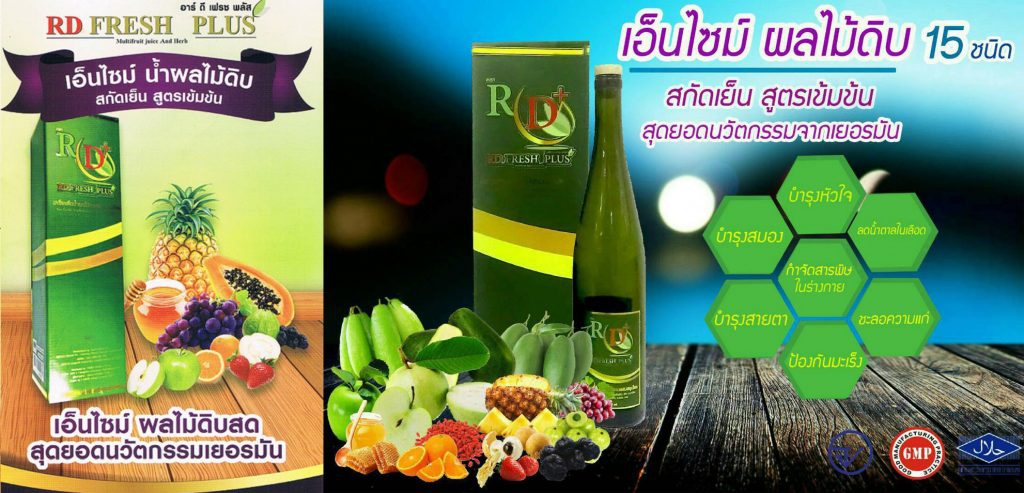 อาร์ ดี เฟรช พลัส
RD FRESH PLUS
Multifruit juice And Herb
เอ็นไซม์ น้ำผลไม้ดิบ
สกัดเย็น สูตรเข้มข้น
RD+
RD FRESH PLUS
เอ็นไซม์ ผลไม้ดิบสด
สุดยอดนวัตกรรมเยอรมัน
เอ็นไซม์ ผลไม้ดิบ 15 ชนิด
สกัดเย็น สูตรเข้มข้น
สุดยอดนวัตกรรมจากเยอรมัน
RD+
RD FRESH PLUS
RD+
RD FRESH PLUS
บำรุงหัวใจ
บำรุงสมอง
ลดน้ำตาลในเลือด
กำจัดสารพิษ
ในร่างกาย
บำรุงสายตา
ชะลอความแก่
ป้องกันมะเร็ง
GOOD MANUFACTURING PRACTICE
GMP
حلال